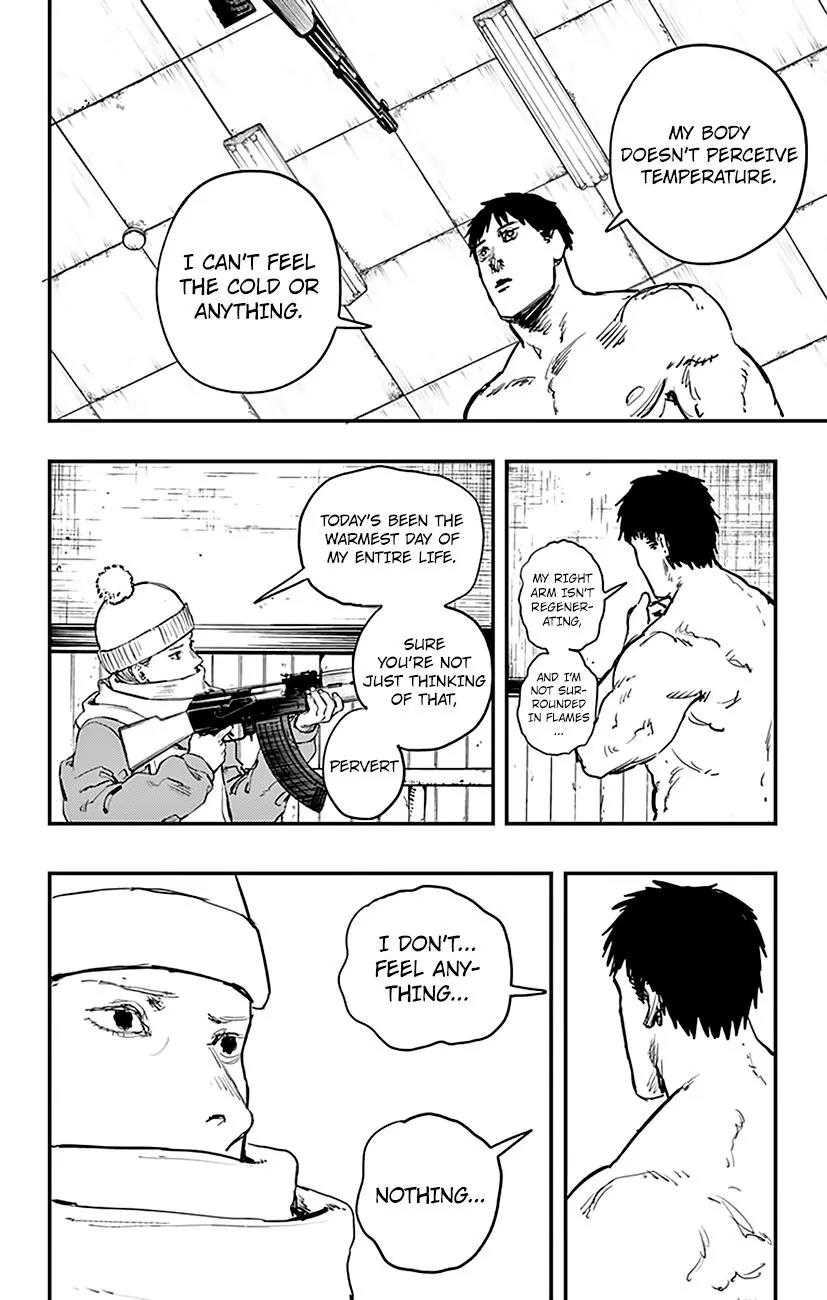 MY BODY
DOESN'T PERCEIVE
TEMPERATURE.
I CAN'T FEEL
THE COLD OR
ANYTHING.
MY RIGHT
ARM ISN'T
REGENER-
ATING,
AND I'M
NOT SUR-
ROUNDED
IN FLAMES
...
TODAY'S BEEN THE
WARMEST DAY OF
MY ENTIRE LIFE.
SURE
YOU'RE NOT
JUST THINKING
OF THAT,
PERVERT
I DON'T...
FEEL ANY-
THING...
NOTHING...